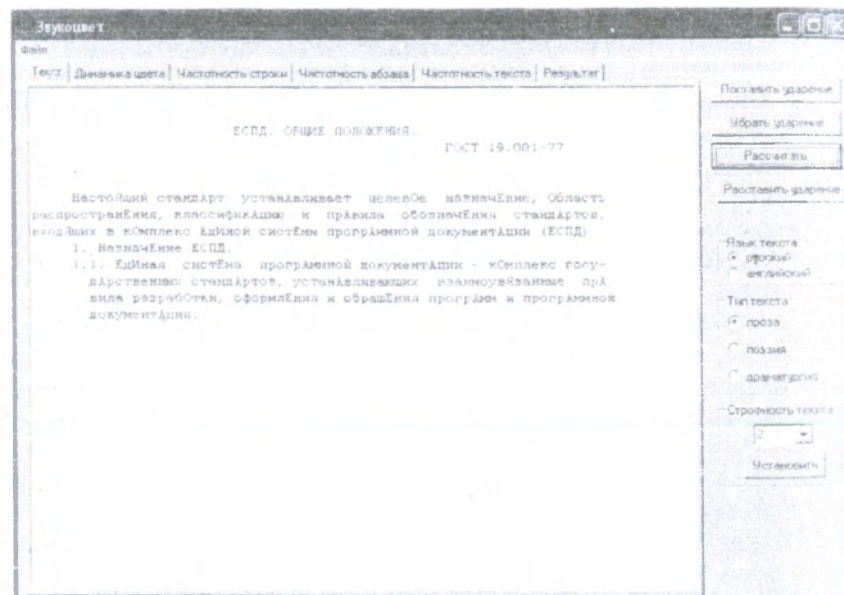 Звукоцвет
Файл
Текст Динамика цвета Частотность строки Частотность абзаца Частотность текста Результат
ЕСПД. ОБЩИЕ ПОЛОЖЕНИЯ.
ГОСТ 19.001-77
НастоЯщий стандАрт устанАвливает целевОе назначЕние, Область
распространЕния, классификАцию и прАвила обозначЕния стандАртов,
входЯщих в кОмплекс ЕдИной систЕмы прогрАммной документАции (ЕСПД)
1. НазначЕние ЕСПД.
1.1. ЕдИная систЕма прогрАммной документАции - кОмплекс госу-
дАрственных стандАртов, устанАвливающих взаимоувЯзанные прА
вила разрабОтки, оформлЕния и обращЕния прогрАмм и прогрАммной
документАции.
Поставить ударение
Убрать ударение
Рассчитать
Расставить ударение
Язык текста
русский
английский
Тип текста
проза
поэзия
драматургия
Строфность текста
2
Установить